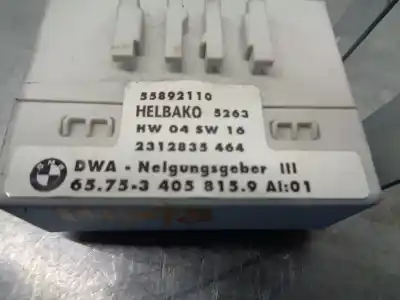 55892110
HELBAKO 5263
HW 04 SW 16
2312835 464
DWA - Neigungsgeber III
65.75-3 405 815.9 AI:01